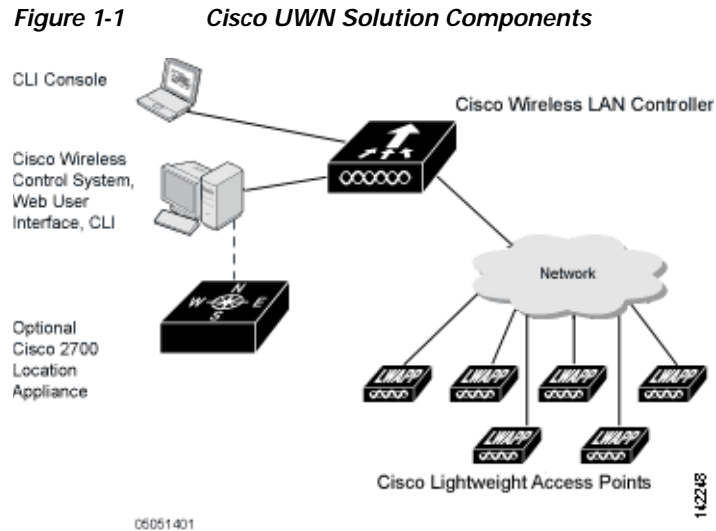 Figure 1-1 Cisco UWN Solution Components
CLI Console
Cisco Wireless LAN Controller
Cisco Wireless
Control System,
Web User
Interface, CLI
Network
N
W E
S
Optional
Cisco 2700
Location
Appliance
LWAPP LWAPP LWAPP LWAPP
LWAPP LWAPP
Cisco Lightweight Access Points
142248
05051401